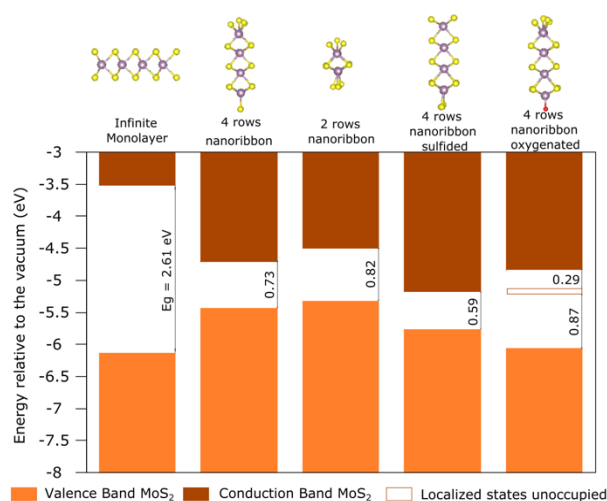 Infinite
Monolayer
4 rows
nanoribbon
2 rows
nanoribbon
4 rows
nanoribbon
sulfided
4 rows
nanoribbon
oxygenated
Energy relative to the vacuum (eV)
-3
-3.5
-4
-4.5
-5
-5.5
-6
-6.5
-7
-7.5
-8
Eg = 2.61 eV
0.73
0.82
0.59
0.29
0.87
Valence Band MoS₂
Conduction Band MoS₂
Localized states unoccupied